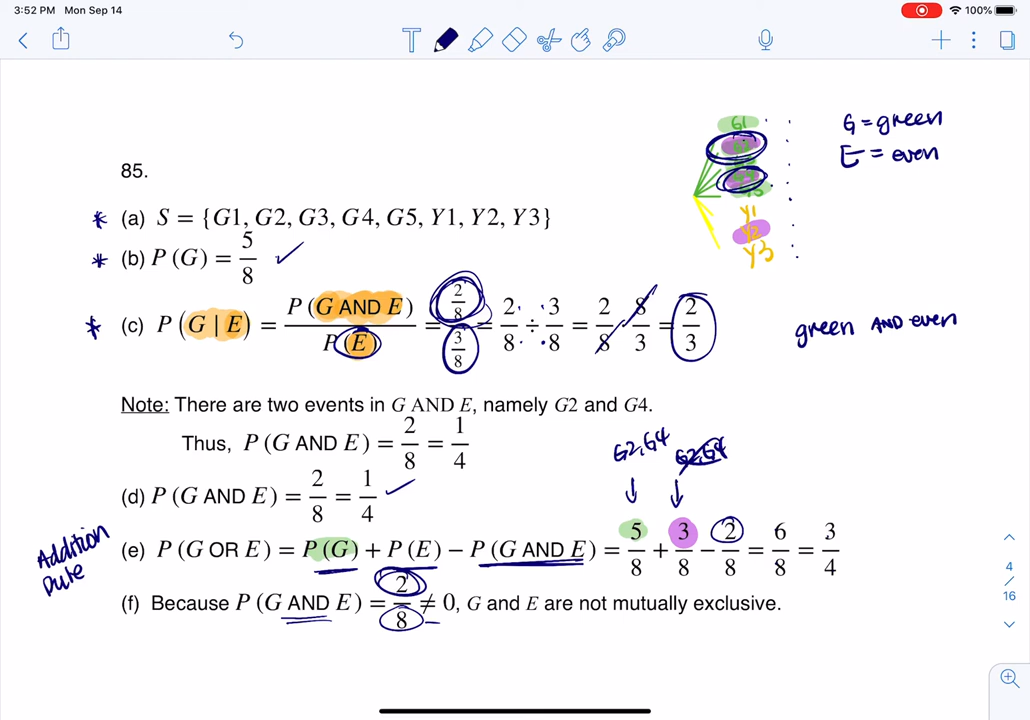 3:52 PM Mon Sep 14
100%
T
G1
G = green
E = even
85.
Y1
Y2
Y3
* (a) S = {G1, G2, G3, G4, G5, Y1, Y2, Y3}
* (b) P (G) = 5/8 ✓
* (c) P (G | E) = P (G AND E) / P (E) = 2/8 / 3/8 = 2/8 ÷ 3/8 = 2/8 8/3 = 2/3
green AND even
Note: There are two events in G AND E, namely G2 and G4.
Thus, P (G AND E) = 2/8 = 1/4
G2, G4
G2, G4
(d) P (G AND E) = 2/8 = 1/4 ✓
Addition
Rule
(e) P (G OR E) = P (G) + P (E) − P (G AND E) = 5/8 + 3/8 − 2/8 = 6/8 = 3/4
(f) Because P (G AND E) = 2/8 ≠ 0, G and E are not mutually exclusive.
4
/
16